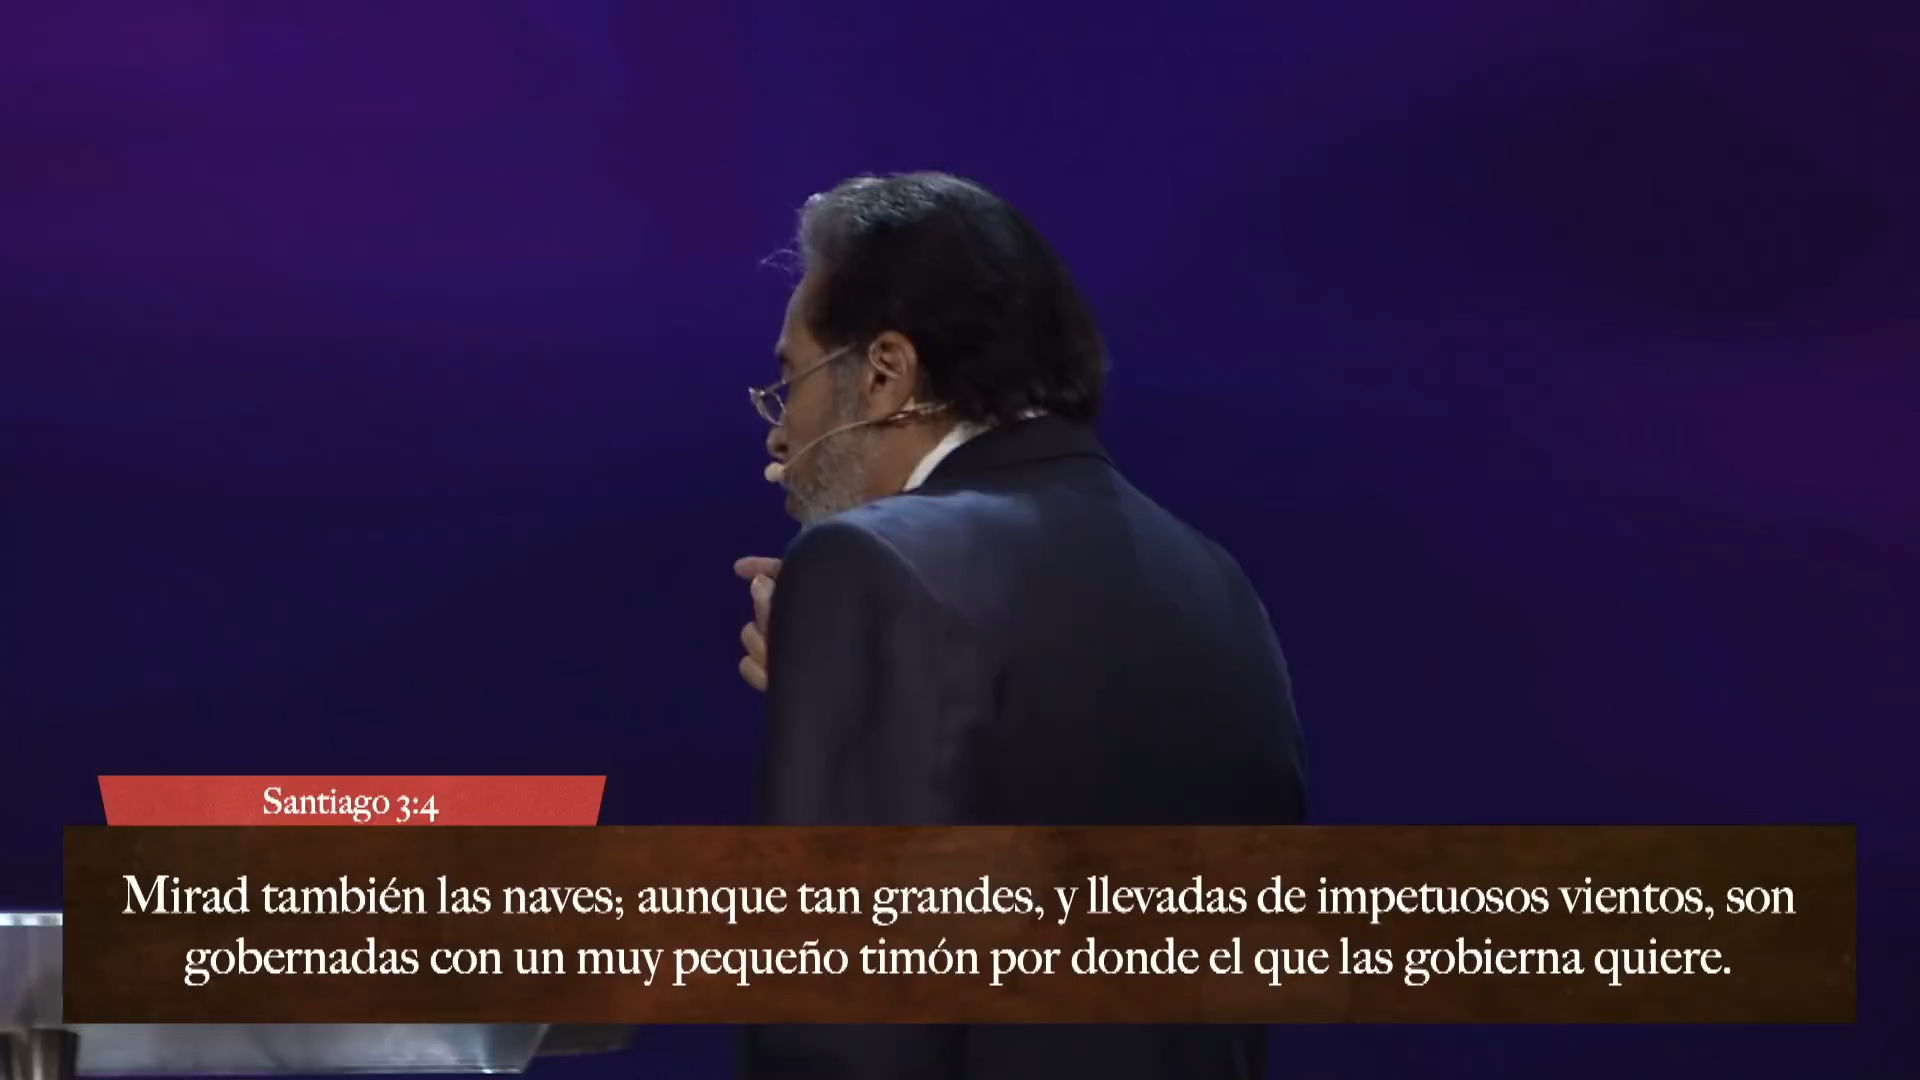 Santiago 3:4
Mirad también las naves; aunque tan grandes, y llevadas de impetuosos vientos, son
gobernadas con un muy pequeño timón por donde el que las gobierna quiere.